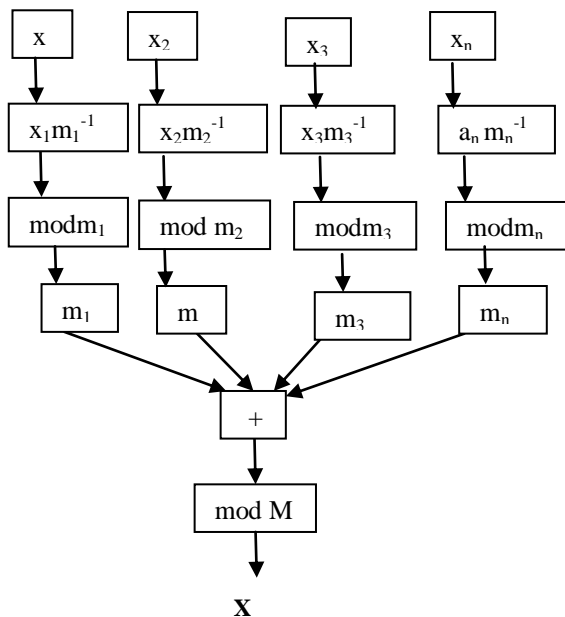 x x₂ x₃ xₙ
x₁m₁⁻¹ x₂m₂⁻¹ x₃m₃⁻¹ aₙ mₙ⁻¹
modm₁ mod m₂ modm₃ modmₙ
m₁ m m₃ mₙ
+
mod M
X